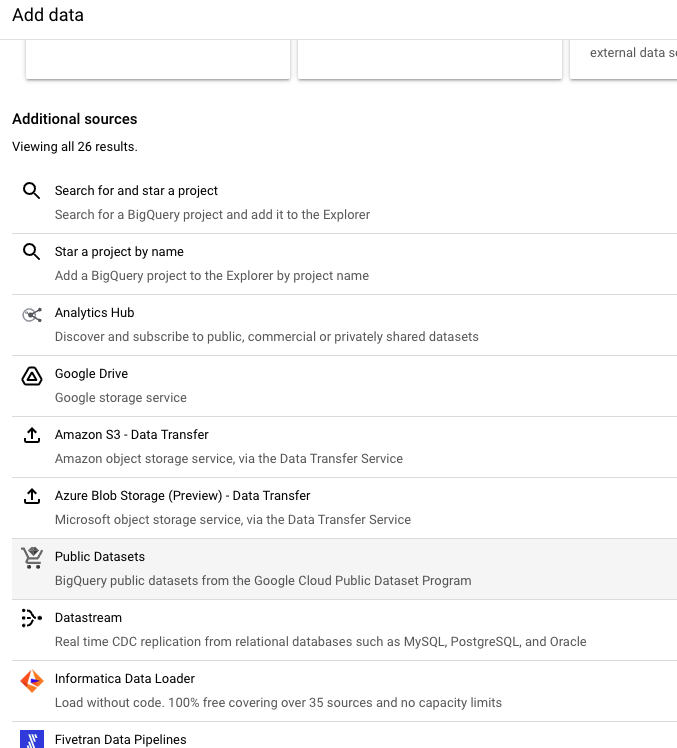 Add data
external data s
Additional sources
Viewing all 26 results.
Search for and star a project
Search for a BigQuery project and add it to the Explorer
Star a project by name
Add a BigQuery project to the Explorer by project name
Analytics Hub
Discover and subscribe to public, commercial or privately shared datasets
Google Drive
Google storage service
Amazon S3 - Data Transfer
Amazon object storage service, via the Data Transfer Service
Azure Blob Storage (Preview) - Data Transfer
Microsoft object storage service, via the Data Transfer Service
Public Datasets
BigQuery public datasets from the Google Cloud Public Dataset Program
Datastream
Real time CDC replication from relational databases such as MySQL, PostgreSQL, and Oracle
Informatica Data Loader
Load without code. 100% free covering over 35 sources and no capacity limits
Fivetran Data Pipelines